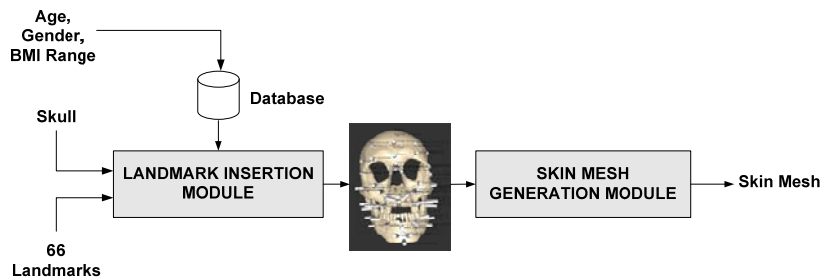 Age,
Gender,
BMI Range
Database
Skull
LANDMARK INSERTION
MODULE
SKIN MESH
GENERATION MODULE
Skin Mesh
66
Landmarks